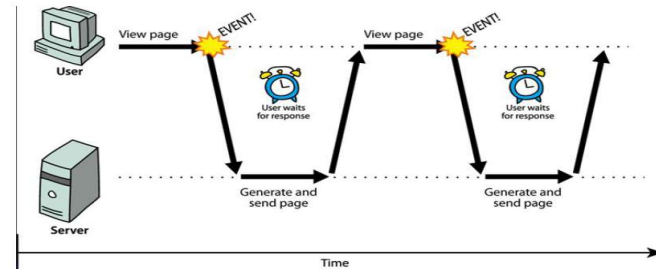 View page
EVENT!
View page
EVENT!
User
User waits
for response
User waits
for response
Generate and
send page
Generate and
send page
Server
Time